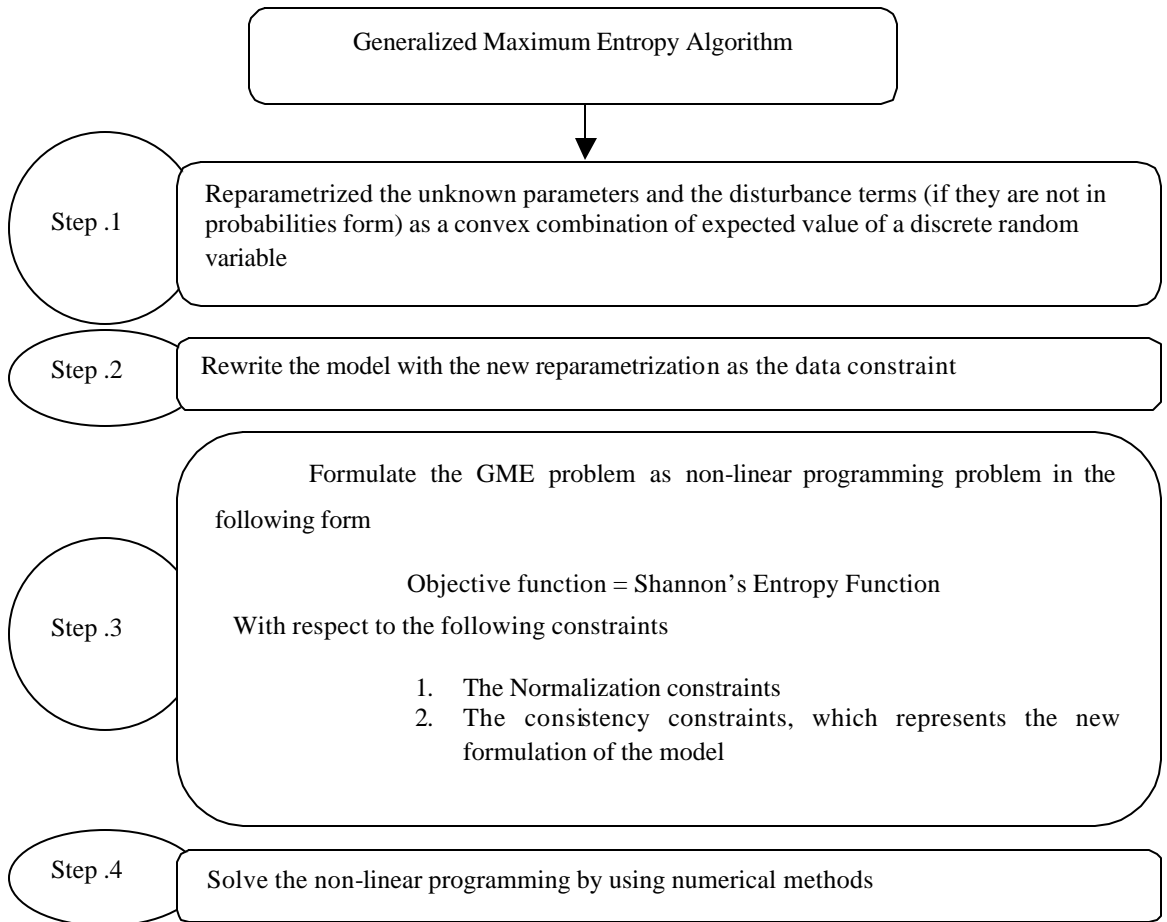 Generalized Maximum Entropy Algorithm
Step .1
Reparametrized the unknown parameters and the disturbance terms (if they are not in
probabilities form) as a convex combination of expected value of a discrete random
variable
Step .2
Rewrite the model with the new reparametrization as the data constraint
Step .3
Formulate the GME problem as non-linear programming problem in the
following form
Objective function = Shannon's Entropy Function
With respect to the following constraints
1. The Normalization constraints
2. The consistency constraints, which represents the new
formulation of the model
Step .4
Solve the non-linear programming by using numerical methods